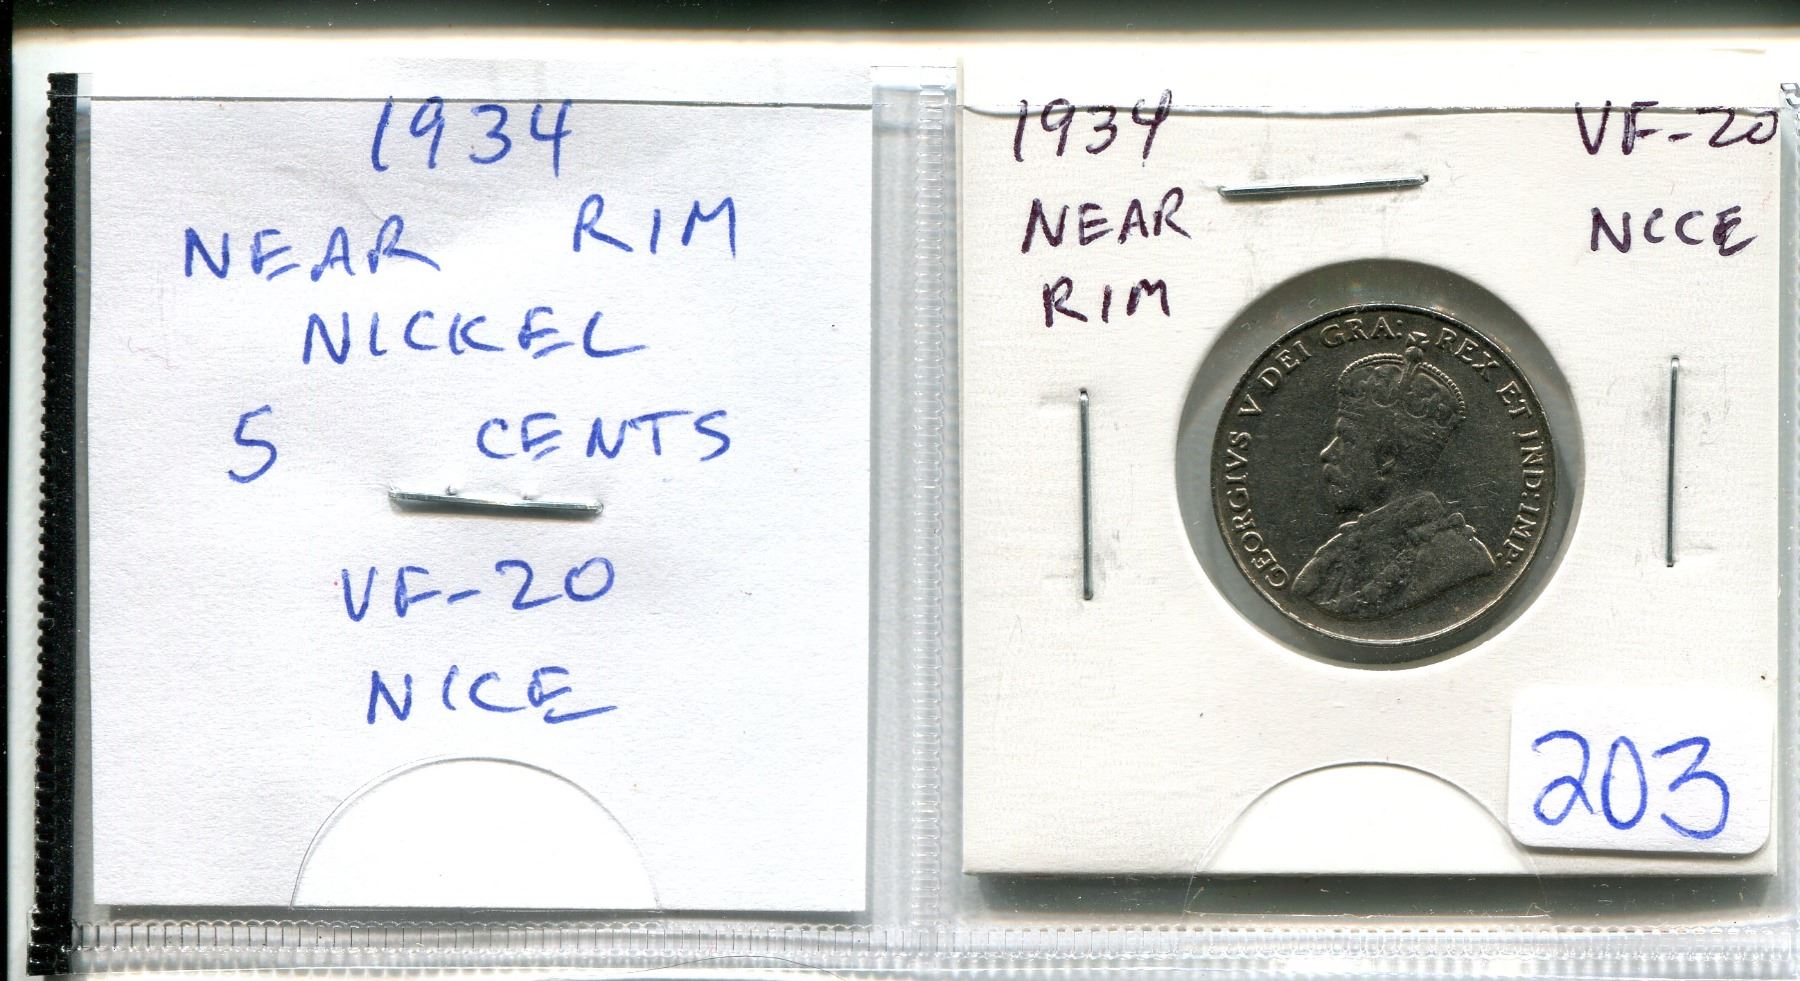 1934
NEAR RIM
NICKEL
5 CENTS
VF-20
NICE
1934
NEAR
RIM
VF-20
NICE
GEORGIVS V DEI GRA: REX ET IND: IMP:
203